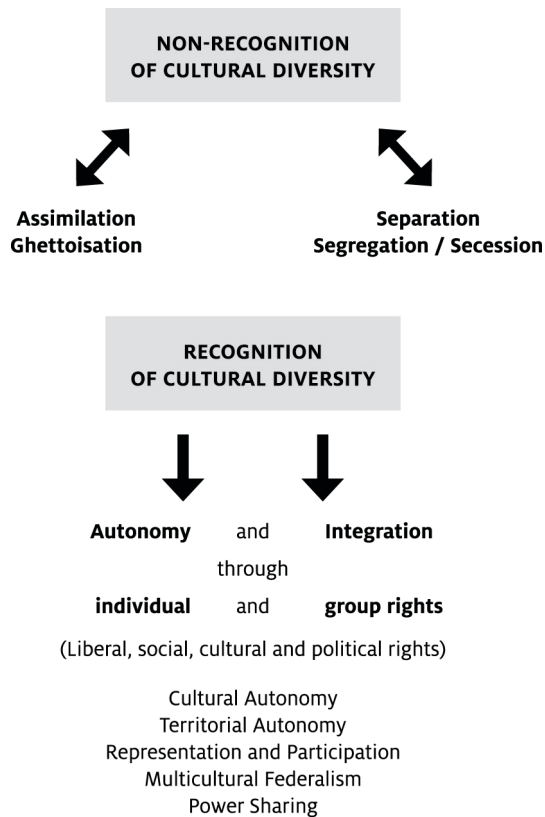 NON-RECOGNITION
OF CULTURAL DIVERSITY
Assimilation
Ghettoisation
Separation
Segregation / Secession
RECOGNITION
OF CULTURAL DIVERSITY
Autonomy and Integration
through
individual and group rights
(Liberal, social, cultural and political rights)
Cultural Autonomy
Territorial Autonomy
Representation and Participation
Multicultural Federalism
Power Sharing